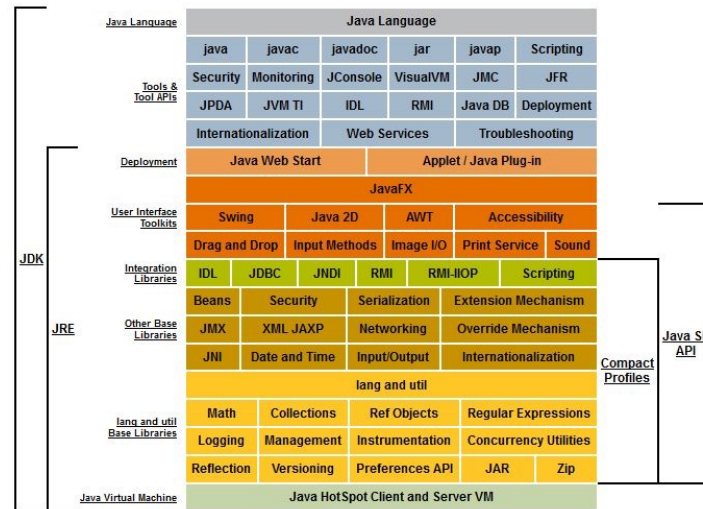 Java Language Java Language
java javac javadoc jar javap Scripting
Security Monitoring JConsole VisualVM JMC JFR
Tools &
Tool APIs
JPDA JVM TI IDL RMI Java DB Deployment
Internationalization Web Services Troubleshooting
Deployment Java Web Start Applet / Java Plug-in
JavaFX
User Interface
Toolkits
Swing Java 2D AWT Accessibility
Drag and Drop Input Methods Image I/O Print Service Sound
Integration
Libraries
IDL JDBC JNDI RMI RMI-IIOP Scripting
JDK
Beans Security Serialization Extension Mechanism
Other Base
Libraries
JMX XML JAXP Networking Override Mechanism
JRE
JNI Date and Time Input/Output Internationalization
Java S
API
Compact
Profiles
lang and util
lang and util
Base Libraries
Math Collections Ref Objects Regular Expressions
Logging Management Instrumentation Concurrency Utilities
Reflection Versioning Preferences API JAR Zip
Java Virtual Machine Java HotSpot Client and Server VM